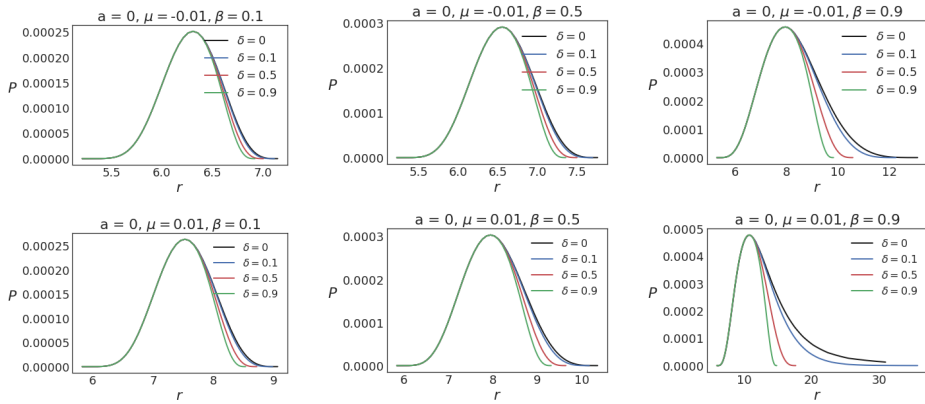 a = 0, μ = -0.01, β = 0.1
0.00025
0.00020
0.00015
0.00010
0.00005
0.00000
P
δ = 0
δ = 0.1
δ = 0.5
δ = 0.9
5.5 6.0 6.5 7.0
r
a = 0, μ = -0.01, β = 0.5
0.0003
0.0002
0.0001
0.0000
P
δ = 0
δ = 0.1
δ = 0.5
δ = 0.9
5.5 6.0 6.5 7.0 7.5
r
a = 0, μ = -0.01, β = 0.9
0.0004
0.0003
0.0002
0.0001
0.0000
P
δ = 0
δ = 0.1
δ = 0.5
δ = 0.9
6 8 10 12
r
a = 0, μ = 0.01, β = 0.1
0.00025
0.00020
0.00015
0.00010
0.00005
0.00000
P
δ = 0
δ = 0.1
δ = 0.5
δ = 0.9
6 7 8 9
r
a = 0, μ = 0.01, β = 0.5
0.0003
0.0002
0.0001
0.0000
P
δ = 0
δ = 0.1
δ = 0.5
δ = 0.9
6 7 8 9 10
r
a = 0, μ = 0.01, β = 0.9
0.0005
0.0004
0.0003
0.0002
0.0001
0.0000
P
δ = 0
δ = 0.1
δ = 0.5
δ = 0.9
10 20 30
r